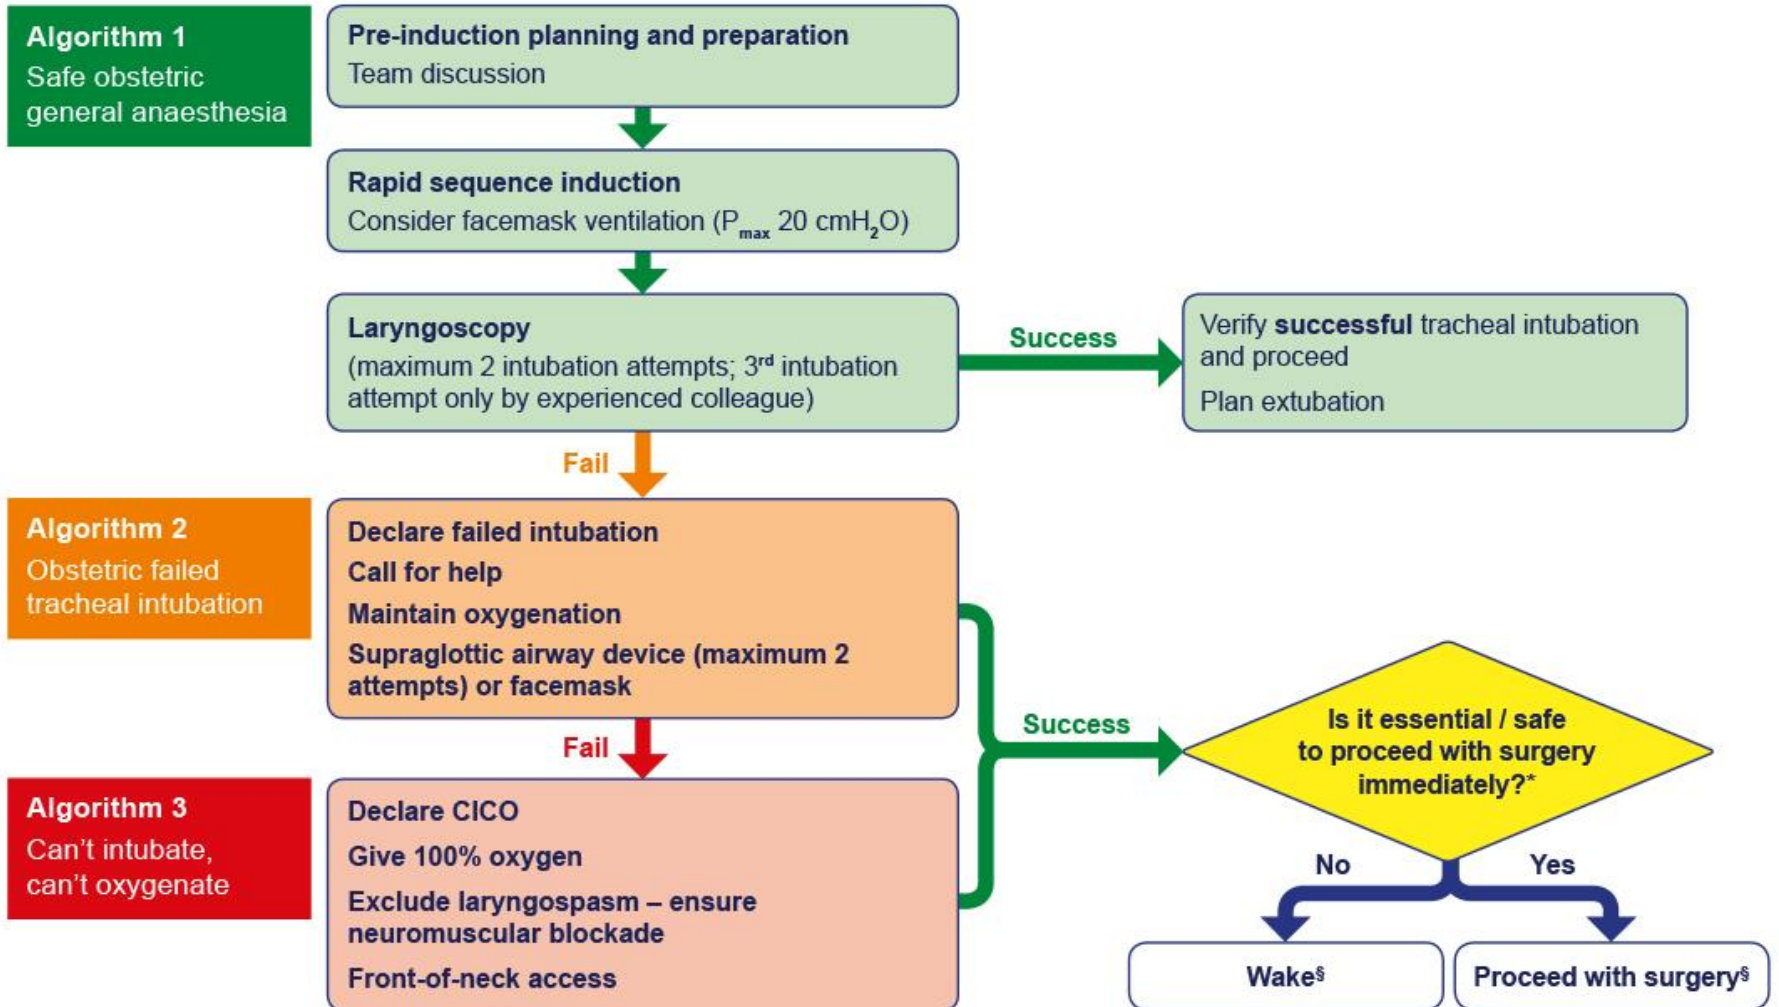 Algorithm 1
Safe obstetric
general anaesthesia
Pre-induction planning and preparation
Team discussion
Rapid sequence induction
Consider facemask ventilation (Pmax 20 cmH2O)
Laryngoscopy
(maximum 2 intubation attempts; 3rd intubation
attempt only by experienced colleague)
Success
Verify successful tracheal intubation
and proceed
Plan extubation
Fail
Algorithm 2
Obstetric failed
tracheal intubation
Declare failed intubation
Call for help
Maintain oxygenation
Supraglottic airway device (maximum 2
attempts) or facemask
Success
Is it essential / safe
to proceed with surgery
immediately?*
Fail
Algorithm 3
Can’t intubate,
can’t oxygenate
Declare CICO
Give 100% oxygen
Exclude laryngospasm – ensure
neuromuscular blockade
Front-of-neck access
No
Yes
Wake§
Proceed with surgery§